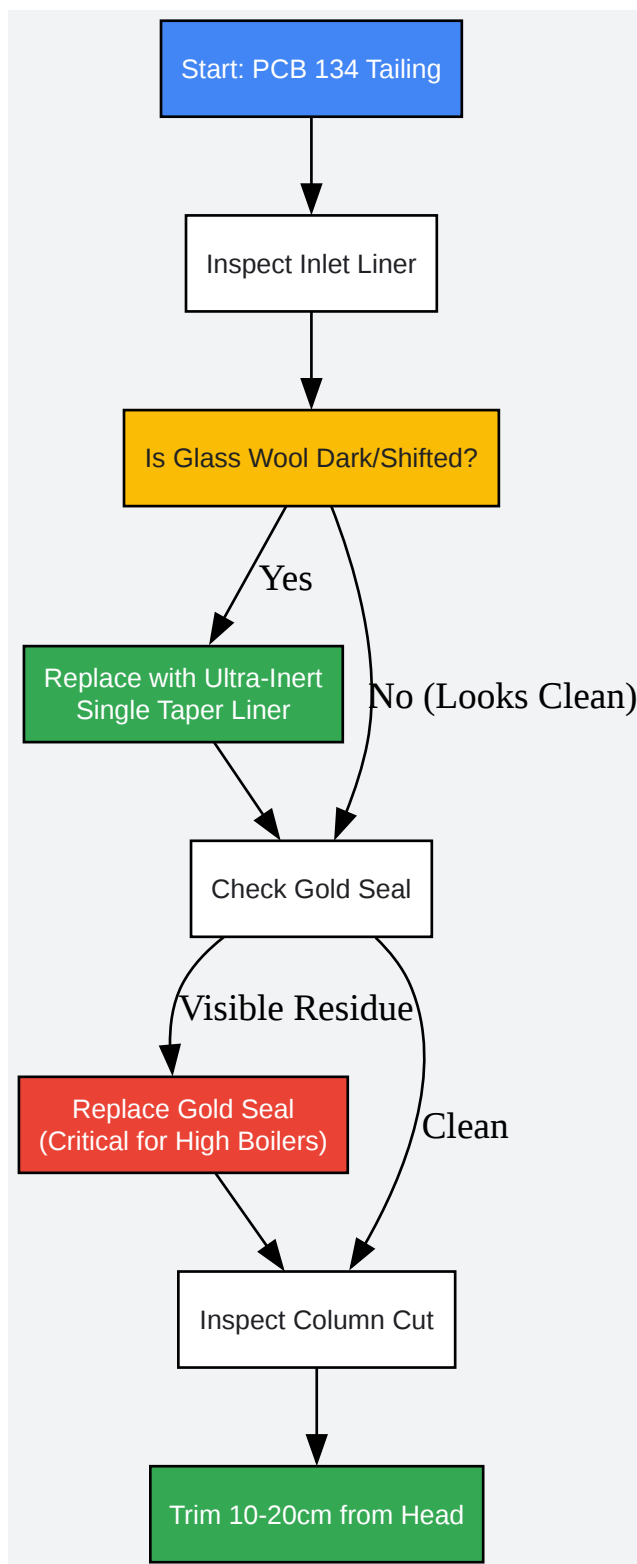 Start: PCB 134 Tailing
Inspect Inlet Liner
Is Glass Wool Dark/Shifted?
Yes
Replace with Ultra-Inert
Single Taper Liner
No (Looks Clean)
Check Gold Seal
Visible Residue
Replace Gold Seal
(Critical for High Boilers)
Clean
Inspect Column Cut
Trim 10-20cm from Head